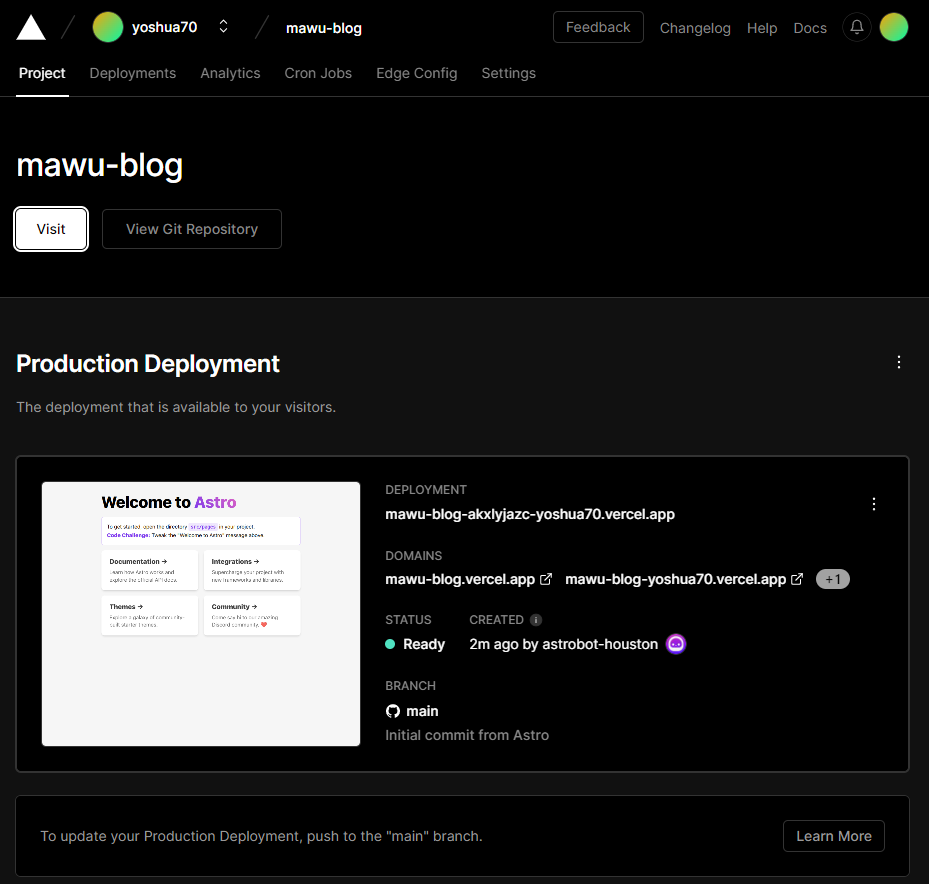 yoshua70
mawu-blog
Feedback
Changelog
Help
Docs
Project
Deployments
Analytics
Cron Jobs
Edge Config
Settings
mawu-blog
Visit
View Git Repository
Production Deployment
The deployment that is available to your visitors.
Welcome to Astro
To get started, open the directory src/pages in your project.
Code Challenge: Tweak the "Welcome to Astro" message above.
Documentation →
Learn how Astro works and
explore the official API docs.
Integrations →
Supercharge your project with
new frameworks and libraries.
Themes →
Explore a galaxy of community-
built starter themes.
Community →
Come say hi to our amazing
Discord community. ❤️
DEPLOYMENT
mawu-blog-akxlyjazc-yoshua70.vercel.app
DOMAINS
mawu-blog.vercel.app
mawu-blog-yoshua70.vercel.app
+1
STATUS
Ready
CREATED
2m ago by astrobot-houston
BRANCH
main
Initial commit from Astro
To update your Production Deployment, push to the "main" branch.
Learn More